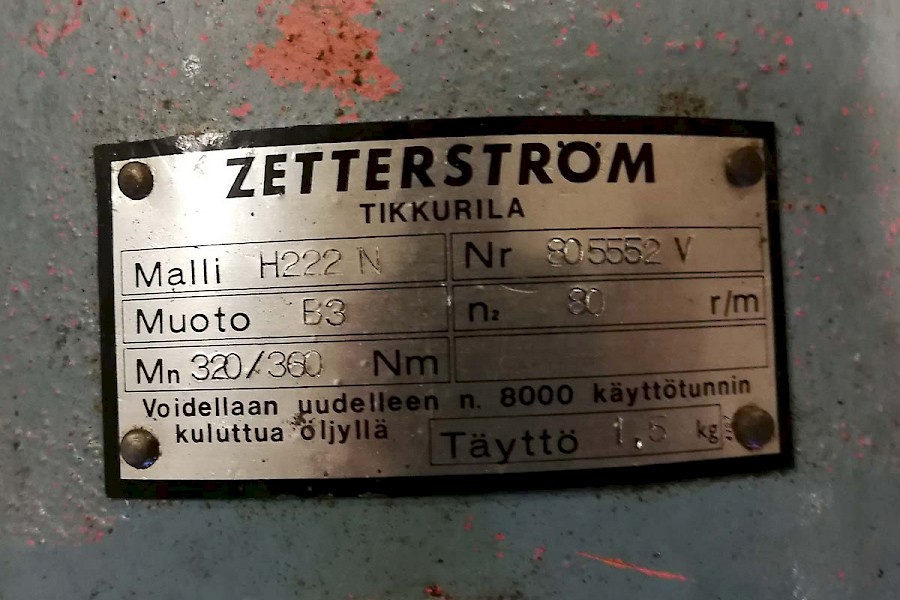 ZETTERSTRÖM
TIKKURILA
Malli H222 N
Nr 805552 V
Muoto B3
n₂ 80 r/m
Mn 320/360 Nm
Voidellaan uudelleen n. 8000 käyttötunnin
kuluttua öljyllä
Täyttö 1,5 kg